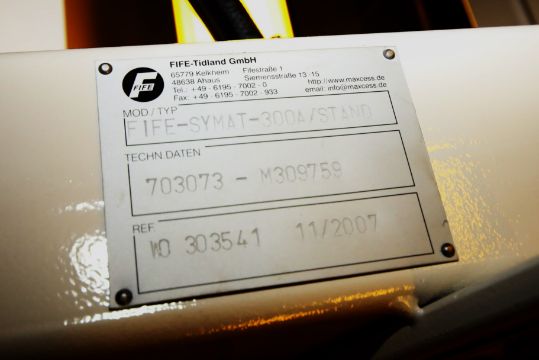 FIFE-Tidland GmbH
65779 Kelkheim Fifestraße 1
48638 Ahaus Siemensstraße 13-15
Tel.: +49 - 6195 - 7002 - 0 http://www.maxcess.com
Fax.: +49 - 6195 - 7002 - 933 email: info@maxcess.com
FIFE
MOD / TYP
FIFE-SYMAT-300A/STAND
TECHN.DATEN
703073 - M309759
REF.
WO 303541 11/2007